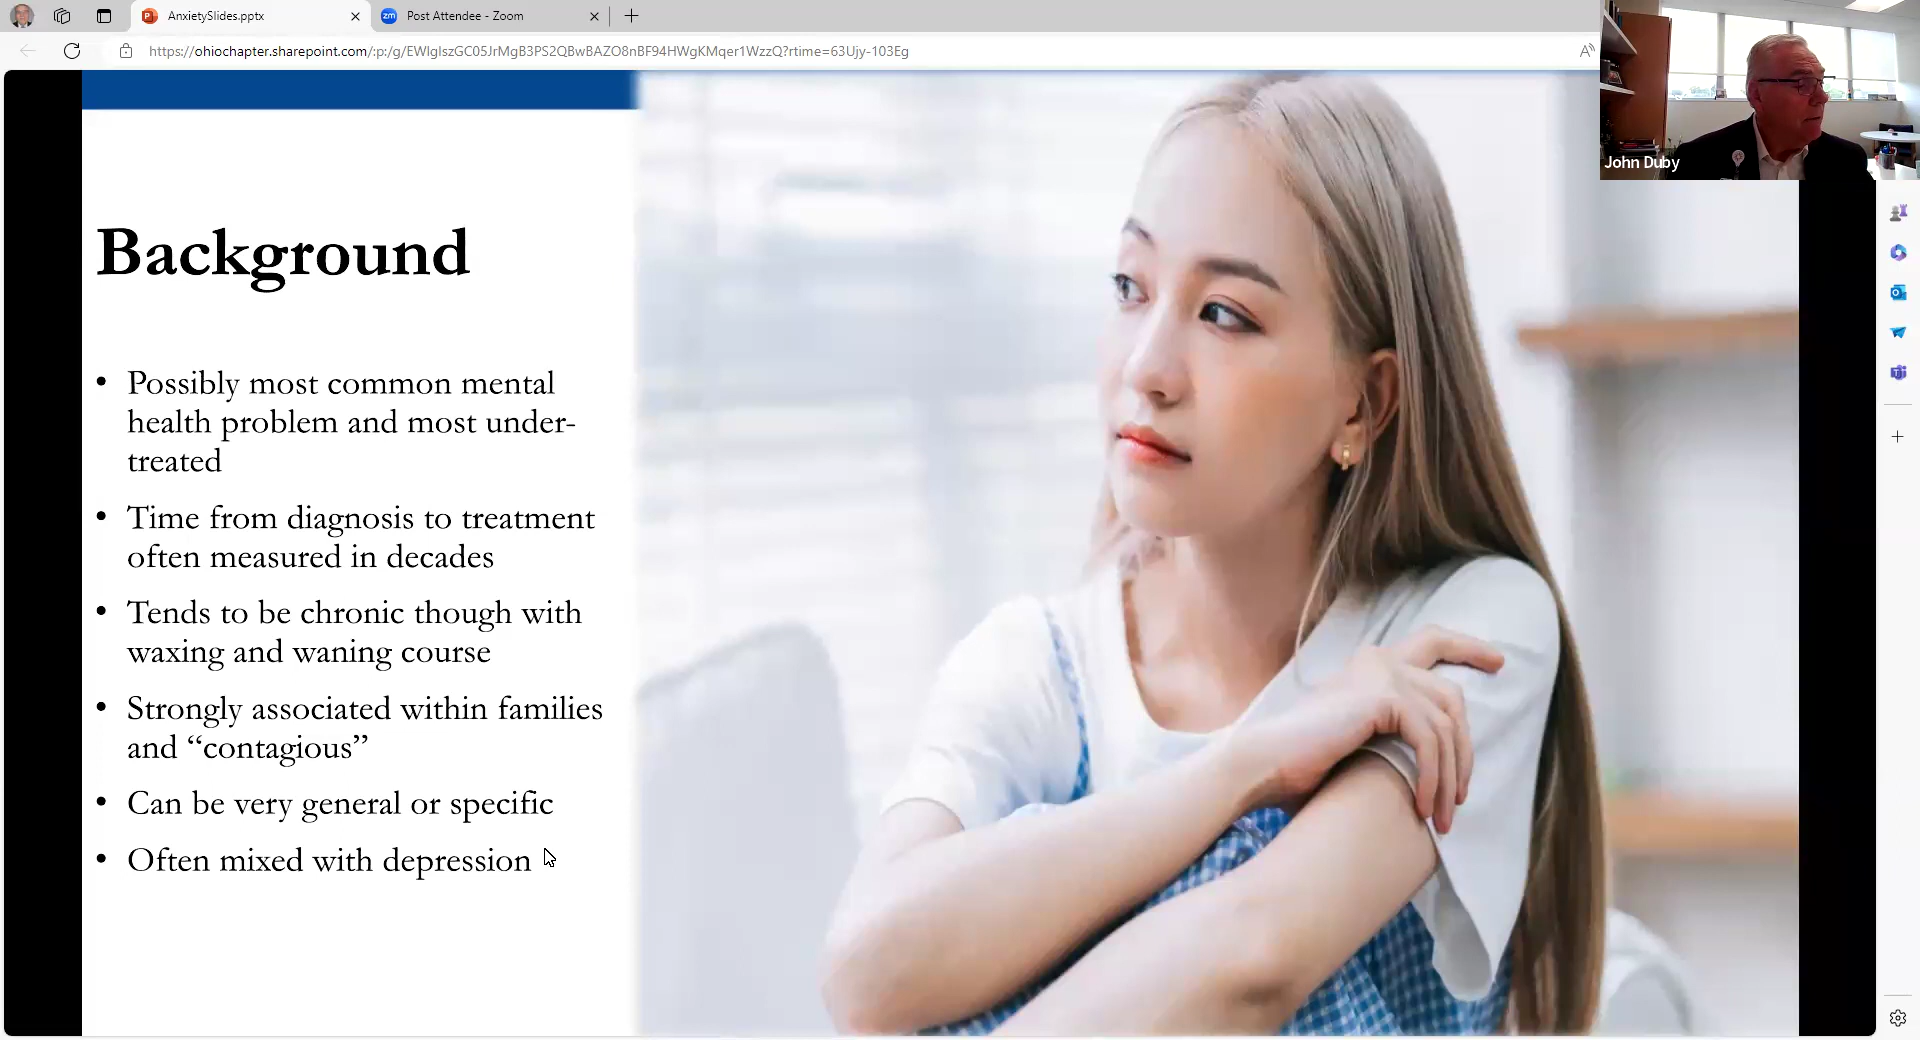 AnxietySlides.pptx
zm
Post Attendee - Zoom
https://ohiochapter.sharepoint.com/:p:/g/EWIgIszGC05JrMgB3PS2QBwBAZO8nBF94HWgKMqer1WzzQ?rtime=63Ujy-103Eg
John Duby
Background
• Possibly most common mental
health problem and most under-
treated
• Time from diagnosis to treatment
often measured in decades
• Tends to be chronic though with
waxing and waning course
• Strongly associated within families
and “contagious”
• Can be very general or specific
• Often mixed with depression